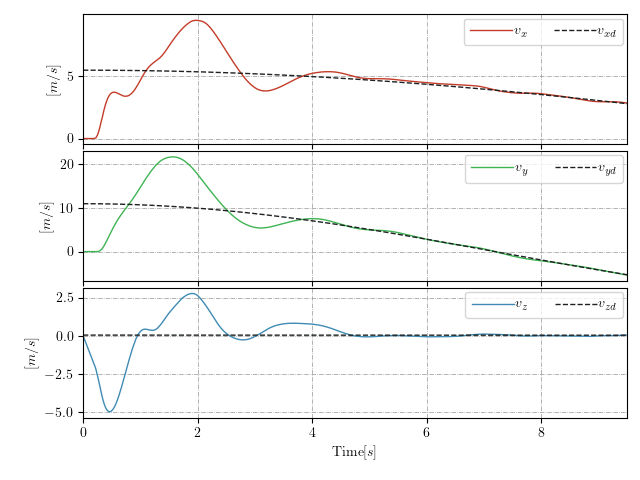 v_x v_xd
5
0
[m/s]
v_y v_yd
20
10
0
[m/s]
v_z v_zd
2.5
0.0
−2.5
−5.0
[m/s]
0 2 4 6 8
Time[s]